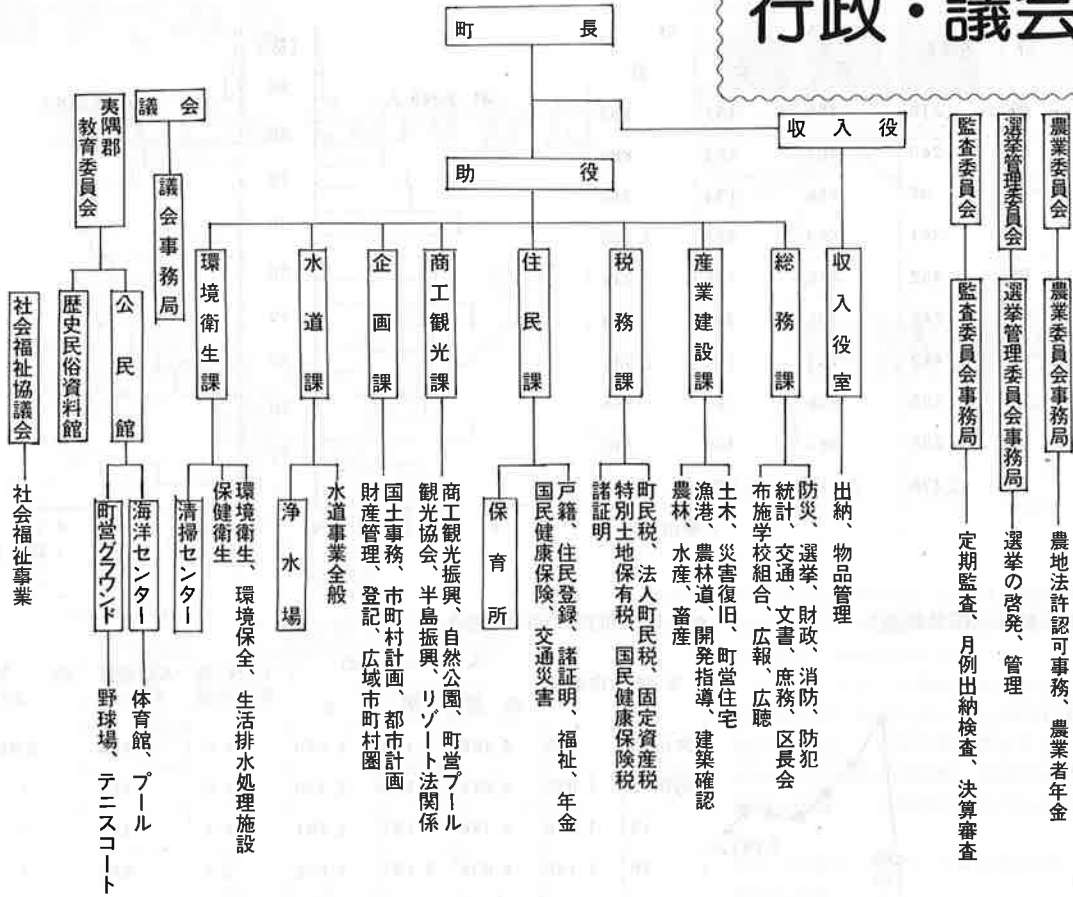 行政・議会
町長
収入役
助役
農業委員会
農業委員会事務局
農地法許認可事務、農業者年金
選挙管理委員会
選挙管理委員会事務局
選挙の啓発、管理
監査委員会
監査委員会事務局
定期監査、月例出納検査、決算審査
収入役室
出納、物品管理
総務課
防災、選挙、財政、消防、防犯
統計、交通、文書、庶務、区長会
布施学校組合、広報、広聴
産業建設課
土木、災害復旧、町営住宅
漁港、農林道、開発指導、建築確認
農林、水産、畜産
税務課
町民税、法人町民税、固定資産税
特別土地保有税、国民健康保険税
諸証明
住民課
戸籍、住民登録、諸証明、福祉、年金
国民健康保険、交通災害
保育所
商工観光課
商工観光振興、自然公園、町営プール
観光協会、半島振興、リゾート法関係
企画課
国土事務、市町村計画、都市計画
財産管理、登記、広域市町村圏
水道課
水道事業全般
浄水場
環境衛生課
環境衛生、環境保全、生活排水処理施設
保健衛生
清掃センター
議会
議会事務局
夷隅郡
教育委員会
公民館
海洋センター
体育館、プール
町営グラウンド
野球場、テニスコート
歴史民俗資料館
社会福祉協議会
社会福祉事業